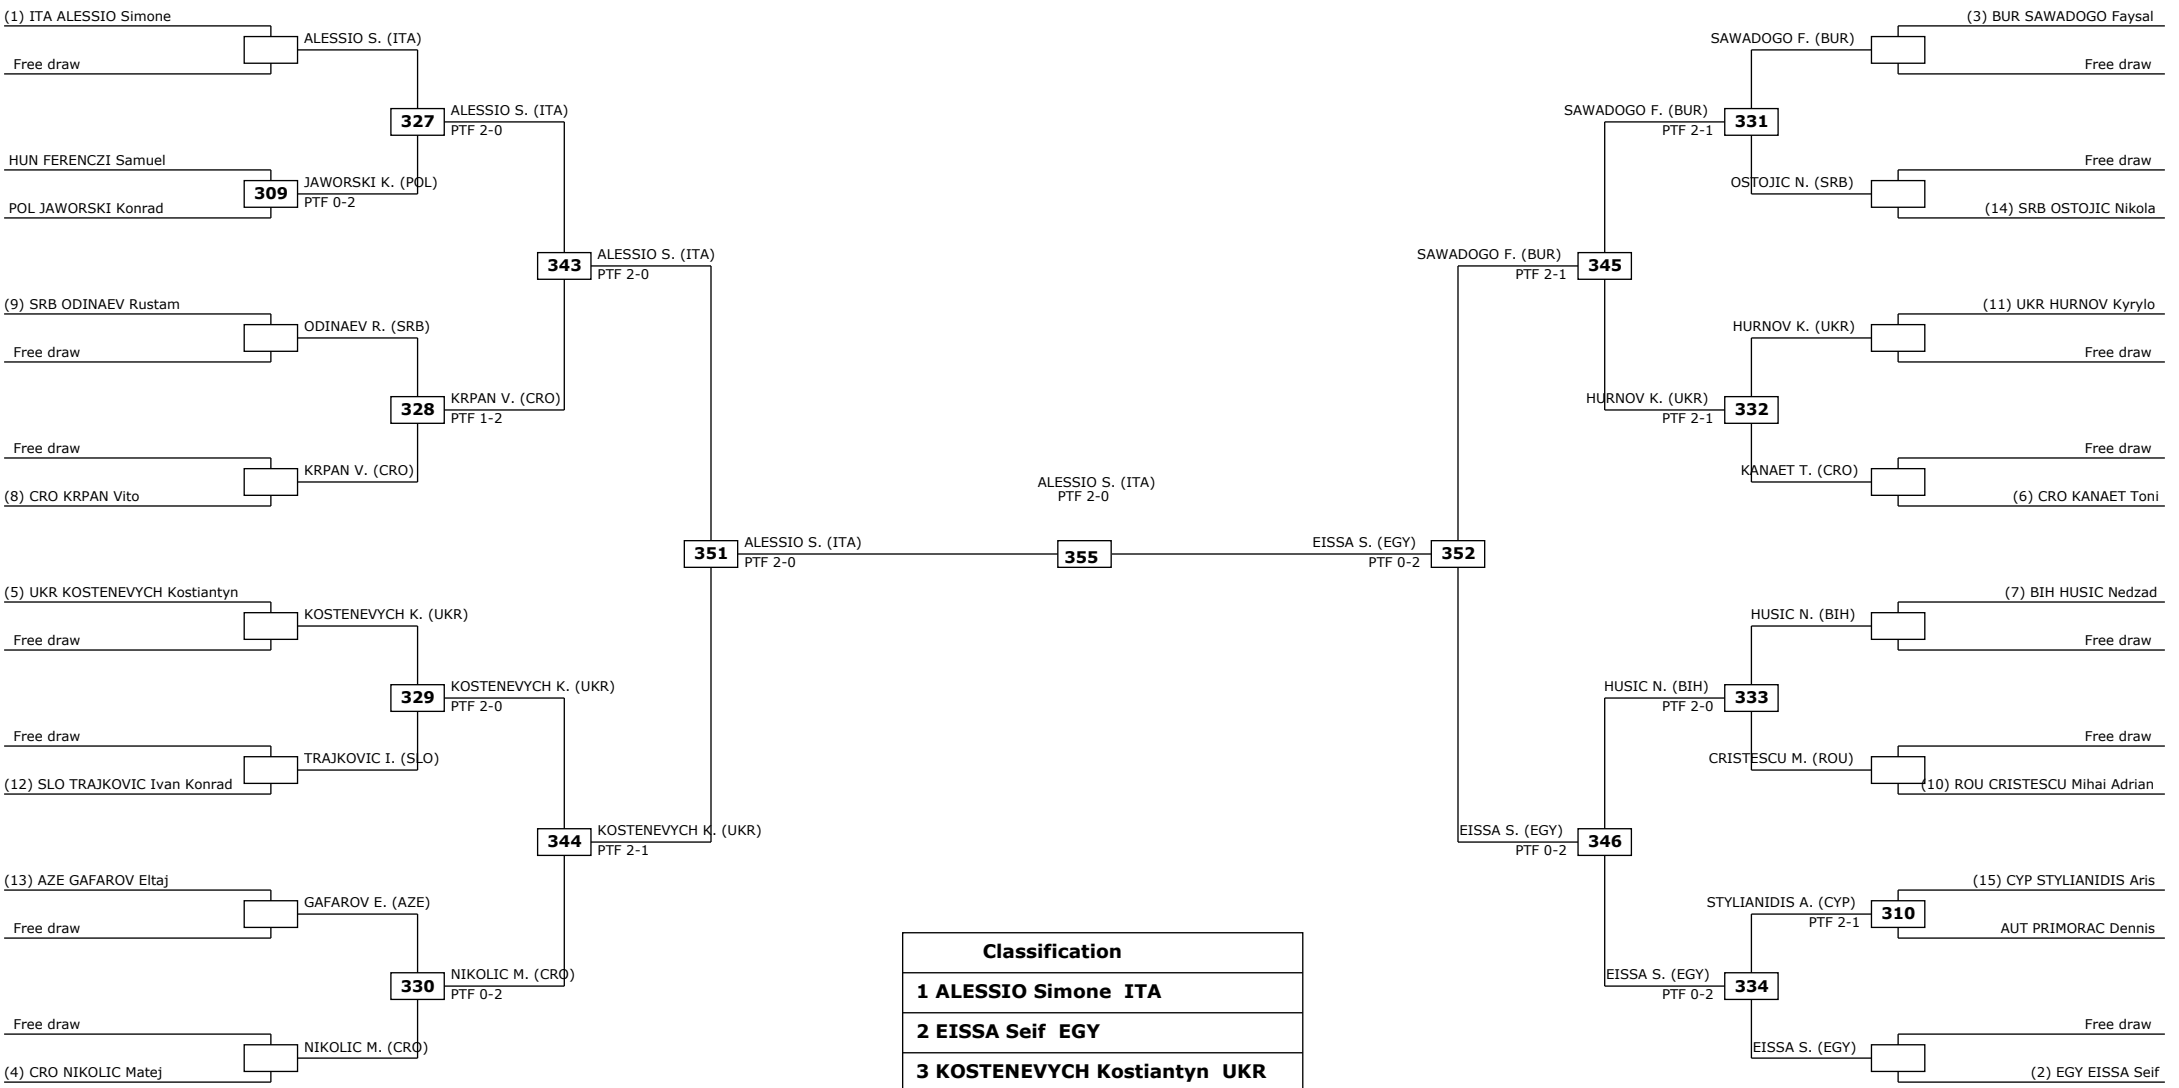 (1) ITA ALESSIO Simone
Free draw
ALESSIO S. (ITA)
327
ALESSIO S. (ITA)
PTF 2-0
HUN FERENCZI Samuel
309
JAWORSKI K. (POL)
PTF 0-2
POL JAWORSKI Konrad
343
ALESSIO S. (ITA)
PTF 2-0
(9) SRB ODINAEV Rustam
ODINAEV R. (SRB)
Free draw
328
KRPAN V. (CRO)
PTF 1-2
Free draw
KRPAN V. (CRO)
(8) CRO KRPAN Vito
351
ALESSIO S. (ITA)
PTF 2-0
(5) UKR KOSTENEVYCH Kostiantyn
KOSTENEVYCH K. (UKR)
Free draw
329
KOSTENEVYCH K. (UKR)
PTF 2-0
Free draw
TRAJKOVIC I. (SLO)
(12) SLO TRAJKOVIC Ivan Konrad
344
KOSTENEVYCH K. (UKR)
PTF 2-1
(13) AZE GAFAROV Eltaj
GAFAROV E. (AZE)
Free draw
330
NIKOLIC M. (CRO)
PTF 0-2
Free draw
NIKOLIC M. (CRO)
(4) CRO NIKOLIC Matej
ALESSIO S. (ITA)
PTF 2-0
355
(3) BUR SAWADOGO Faysal
SAWADOGO F. (BUR)
Free draw
SAWADOGO F. (BUR)
PTF 2-1
331
Free draw
OSTOJIC N. (SRB)
(14) SRB OSTOJIC Nikola
SAWADOGO F. (BUR)
PTF 2-1
345
(11) UKR HURNOV Kyrylo
HURNOV K. (UKR)
Free draw
HURNOV K. (UKR)
PTF 2-1
332
Free draw
KANAET T. (CRO)
(6) CRO KANAET Toni
EISSA S. (EGY)
PTF 0-2
352
(7) BIH HUSIC Nedzad
HUSIC N. (BIH)
Free draw
HUSIC N. (BIH)
PTF 2-0
333
Free draw
CRISTESCU M. (ROU)
(10) ROU CRISTESCU Mihai Adrian
EISSA S. (EGY)
PTF 0-2
346
(15) CYP STYLIANIDIS Aris
STYLIANIDIS A. (CYP)
PTF 2-1
310
AUT PRIMORAC Dennis
EISSA S. (EGY)
PTF 0-2
334
Free draw
EISSA S. (EGY)
(2) EGY EISSA Seif
Classification
1 ALESSIO Simone ITA
2 EISSA Seif EGY
3 KOSTENEVYCH Kostiantyn UKR